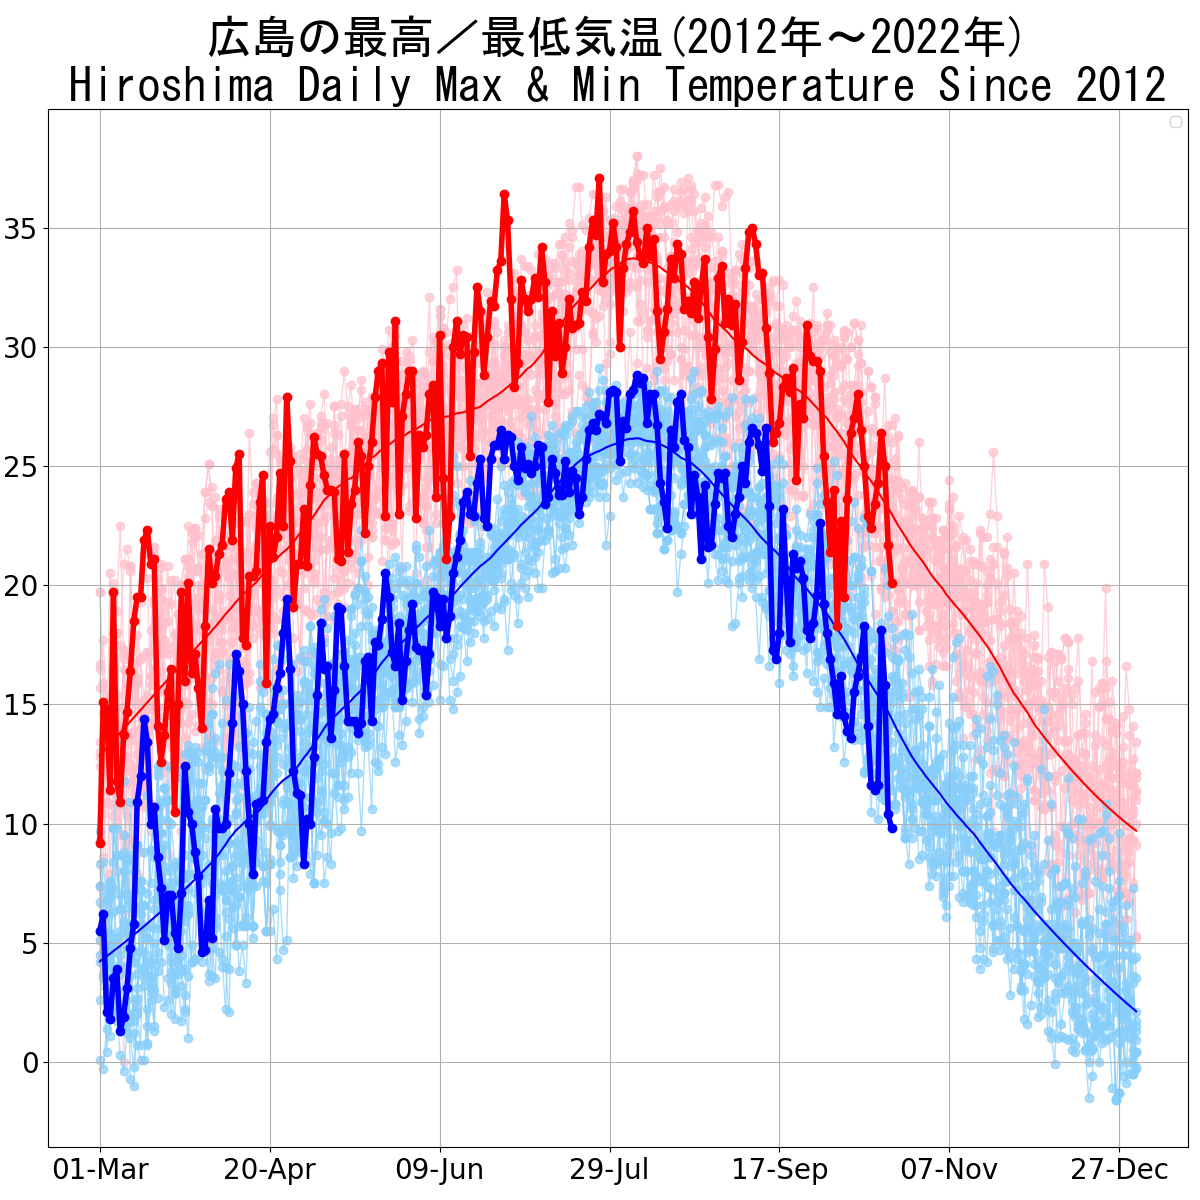 広島の最高／最低気温(2012年～2022年)
Hiroshima Daily Max & Min Temperature Since 2012
35
30
25
20
15
10
5
0
01-Mar 20-Apr 09-Jun 29-Jul 17-Sep 07-Nov 27-Dec